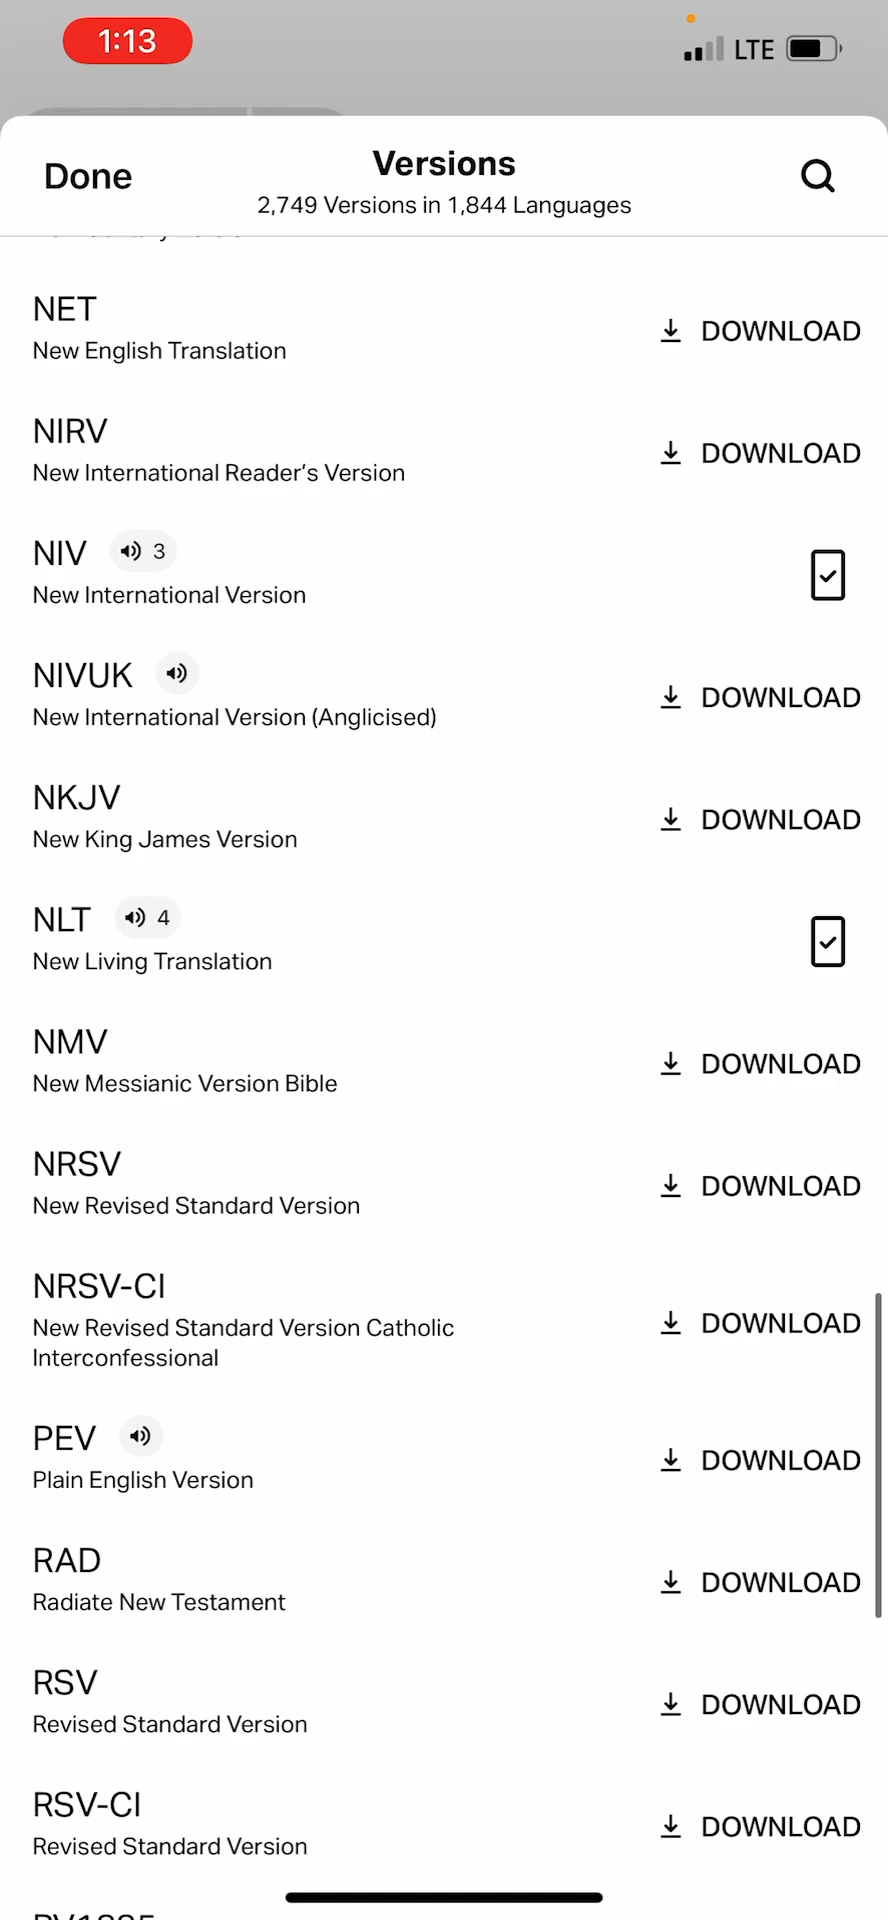 1:13
LTE
Done
Versions
2,749 Versions in 1,844 Languages
NET
New English Translation
DOWNLOAD
NIRV
New International Reader’s Version
DOWNLOAD
NIV 3
New International Version
NIVUK
New International Version (Anglicised)
DOWNLOAD
NKJV
New King James Version
DOWNLOAD
NLT 4
New Living Translation
NMV
New Messianic Version Bible
DOWNLOAD
NRSV
New Revised Standard Version
DOWNLOAD
NRSV-CI
New Revised Standard Version Catholic
Interconfessional
DOWNLOAD
PEV
Plain English Version
DOWNLOAD
RAD
Radiate New Testament
DOWNLOAD
RSV
Revised Standard Version
DOWNLOAD
RSV-CI
Revised Standard Version
DOWNLOAD